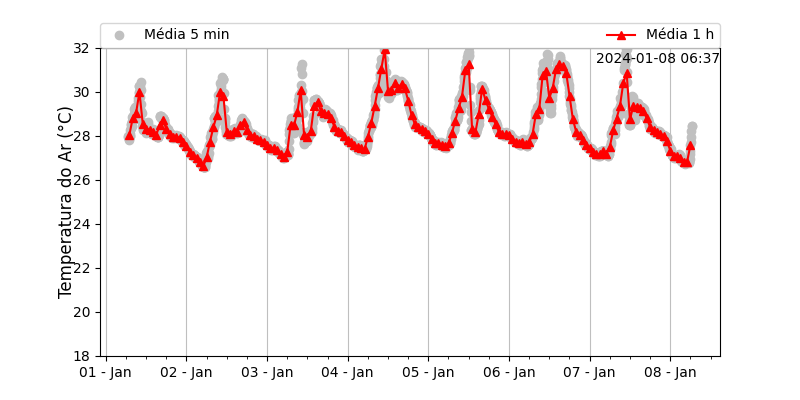 Média 5 min
Média 1 h
2024-01-08 06:37
Temperatura do Ar (°C)
32
30
28
26
24
22
20
18
01 - Jan
02 - Jan
03 - Jan
04 - Jan
05 - Jan
06 - Jan
07 - Jan
08 - Jan